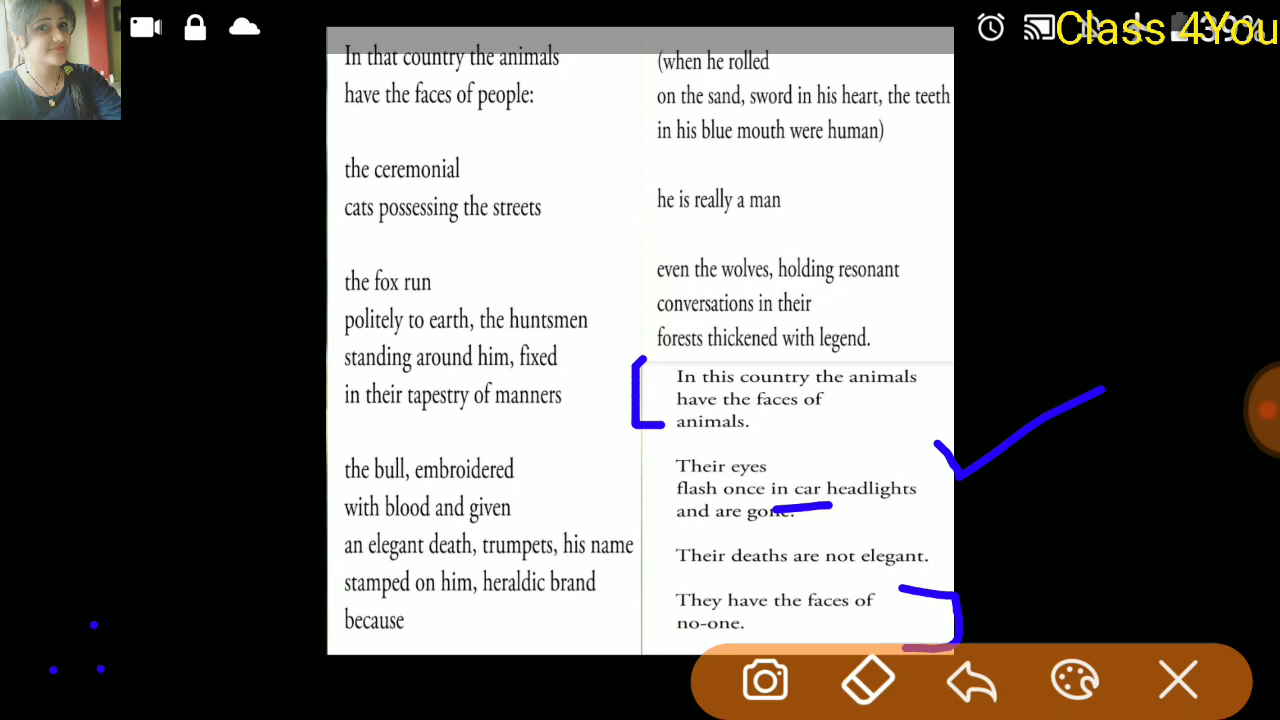 Class 4You
39%
In that country the animals
have the faces of people:
the ceremonial
cats possessing the streets
the fox run
politely to earth, the huntsmen
standing around him, fixed
in their tapestry of manners
the bull, embroidered
with blood and given
an elegant death, trumpets, his name
stamped on him, heraldic brand
because
(when he rolled
on the sand, sword in his heart, the teeth
in his blue mouth were human)
he is really a man
even the wolves, holding resonant
conversations in their
forests thickened with legend.
In this country the animals
have the faces of
animals.
Their eyes
flash once in car headlights
and are gone.
Their deaths are not elegant.
They have the faces of
no-one.